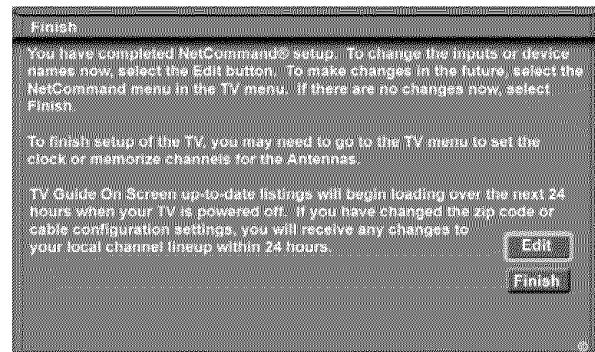 Finish
You have completed NetCommand® setup. To change the inputs or device
names now, select the Edit button. To make changes in the future, select the
NetCommand menu in the TV menu. If there are no changes now, select
Finish.
To finish setup of the TV, you may need to go to the TV menu to set the
clock or memorize channels for the Antennas.
TV Guide On Screen up-to-date listings will begin loading over the next 24
hours when your TV is powered off. If you have changed the zip code or
cable configuration settings, you will receive any changes to
your local channel lineup within 24 hours.
Edit
Finish